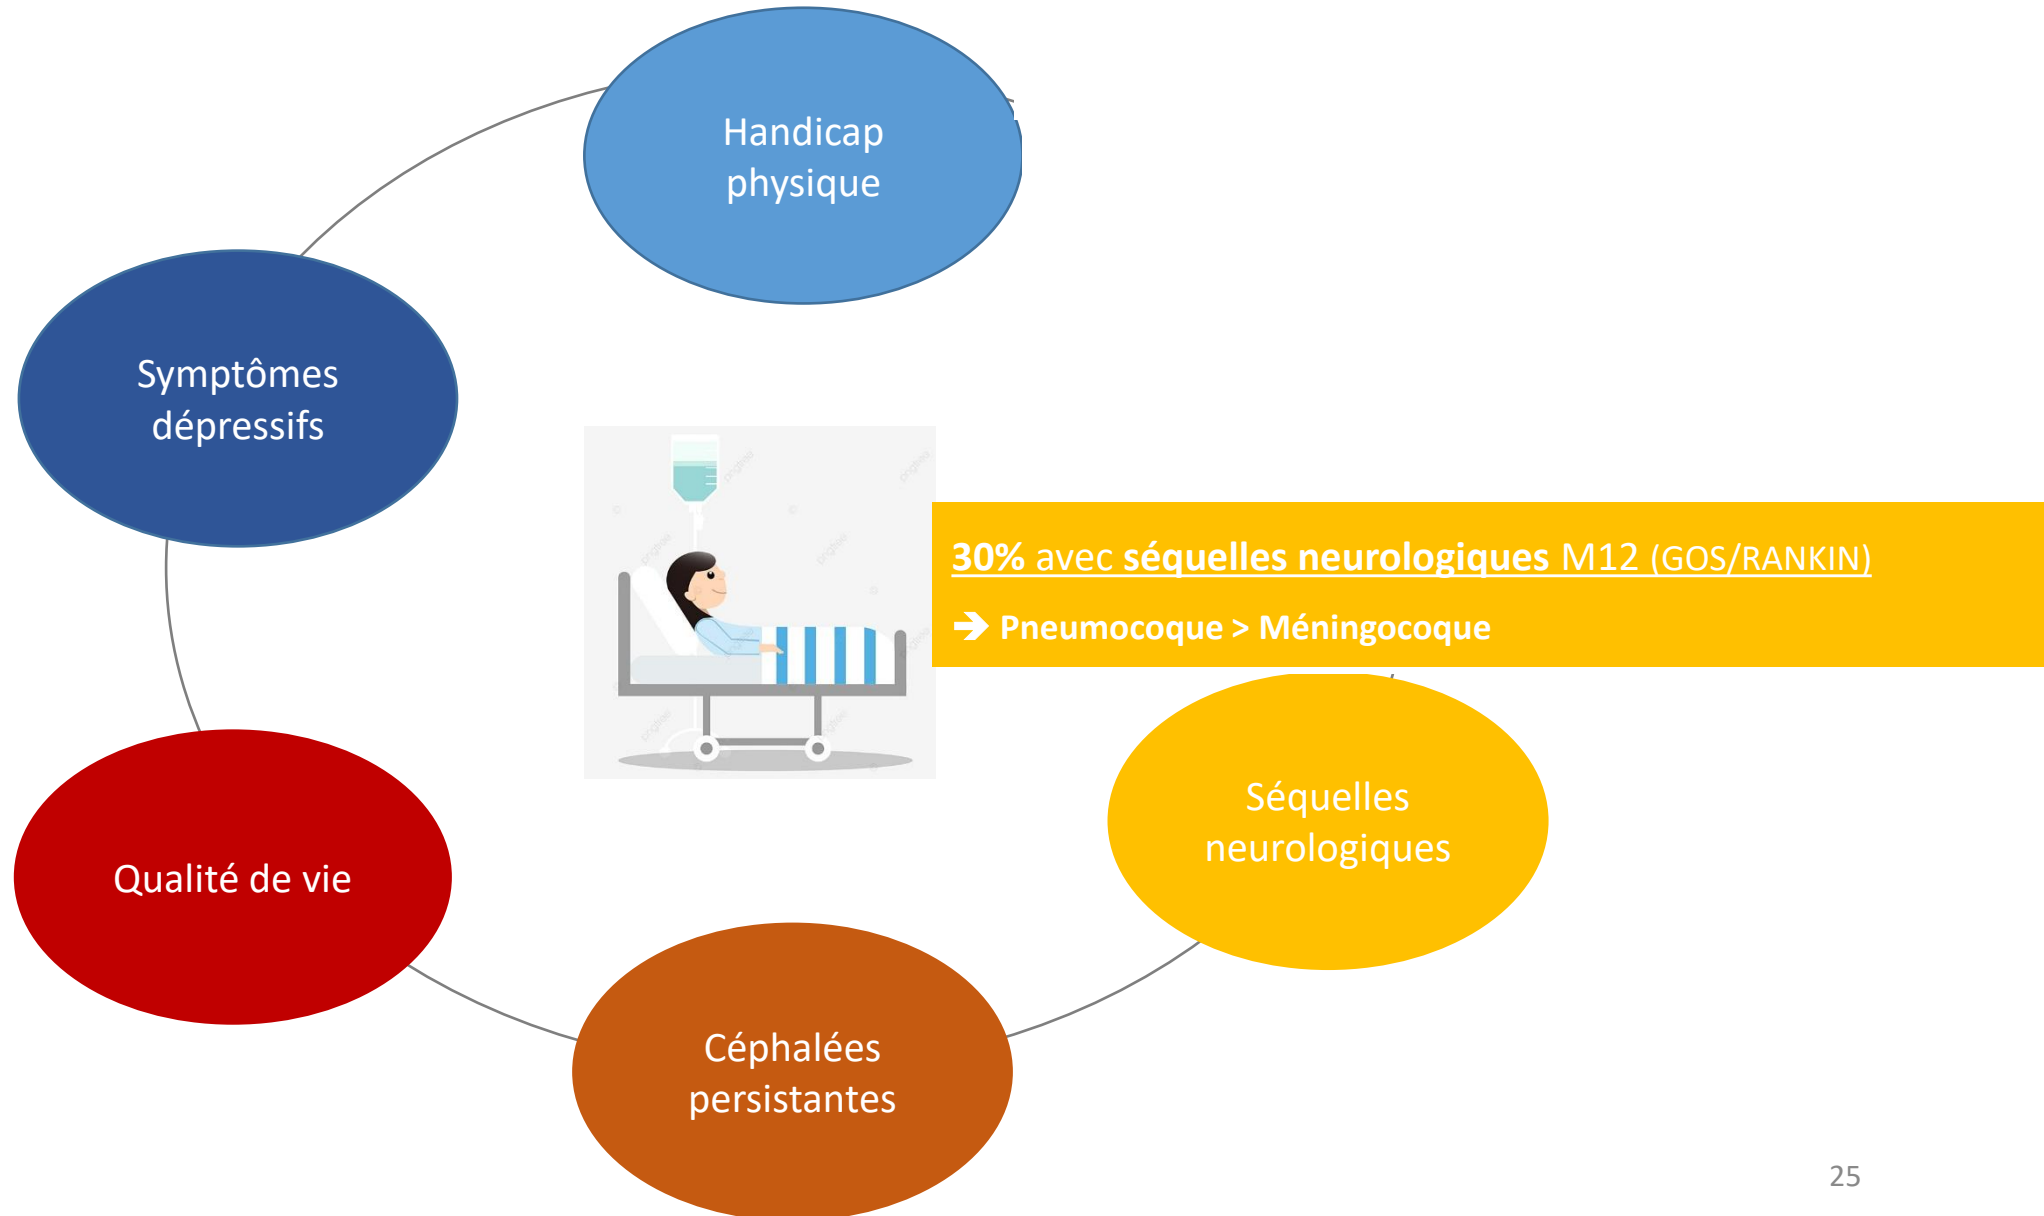 Handicap
physique
Symptômes
dépressifs
30% avec séquelles neurologiques M12 (GOS/RANKIN)
➔ Pneumocoque > Méningocoque
Séquelles
neurologiques
Qualité de vie
Céphalées
persistantes
25